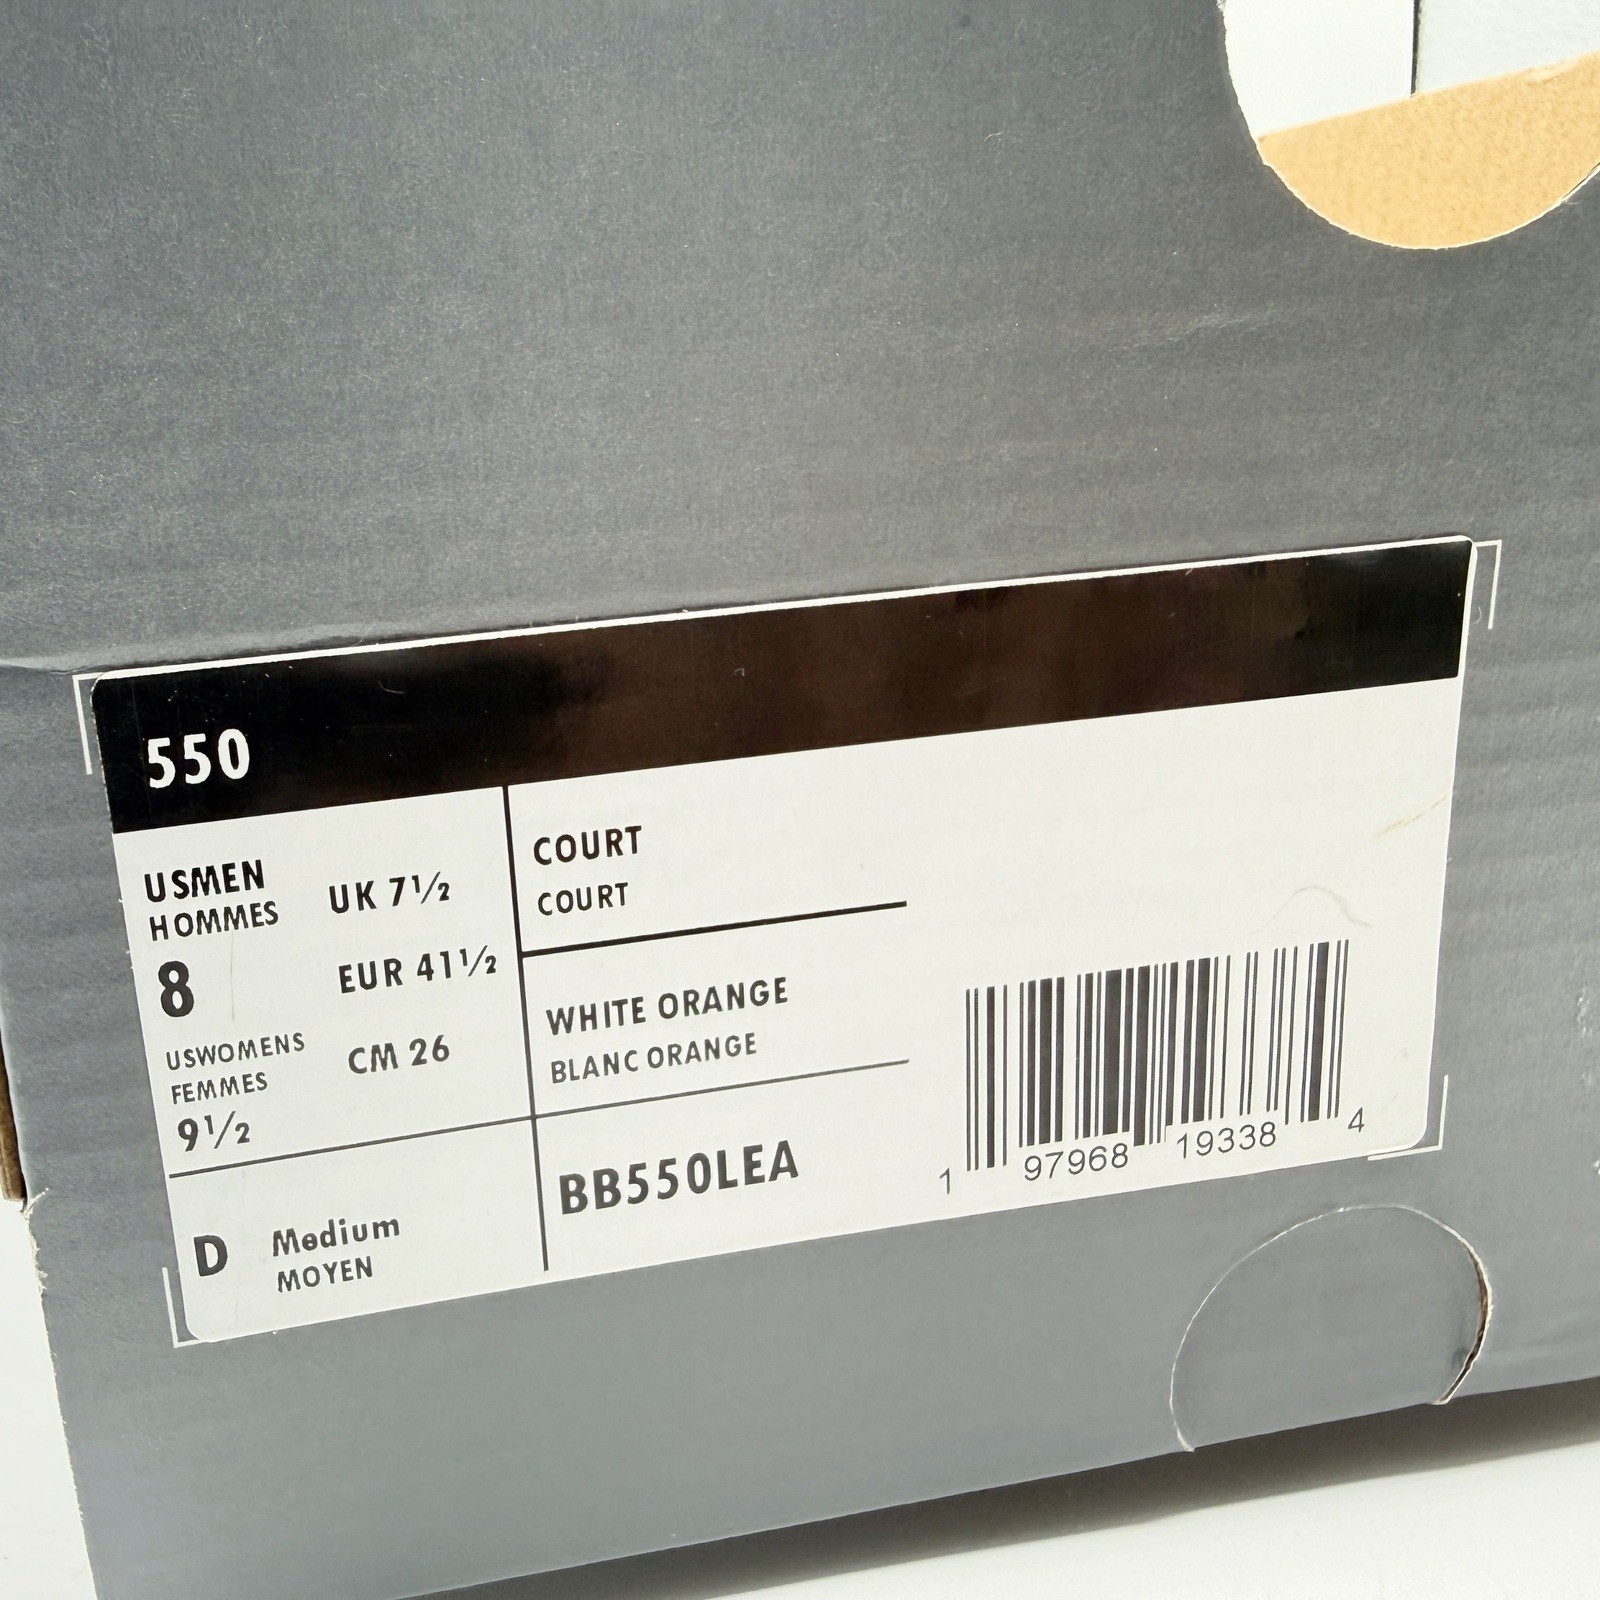 550
USMEN
HOMMES
8
USWOMENS
FEMMES
9½
UK 7½
EUR 41½
CM 26
D Medium
MOYEN
COURT
COURT
WHITE ORANGE
BLANC ORANGE
BB550LEA
1 97968 19338 4